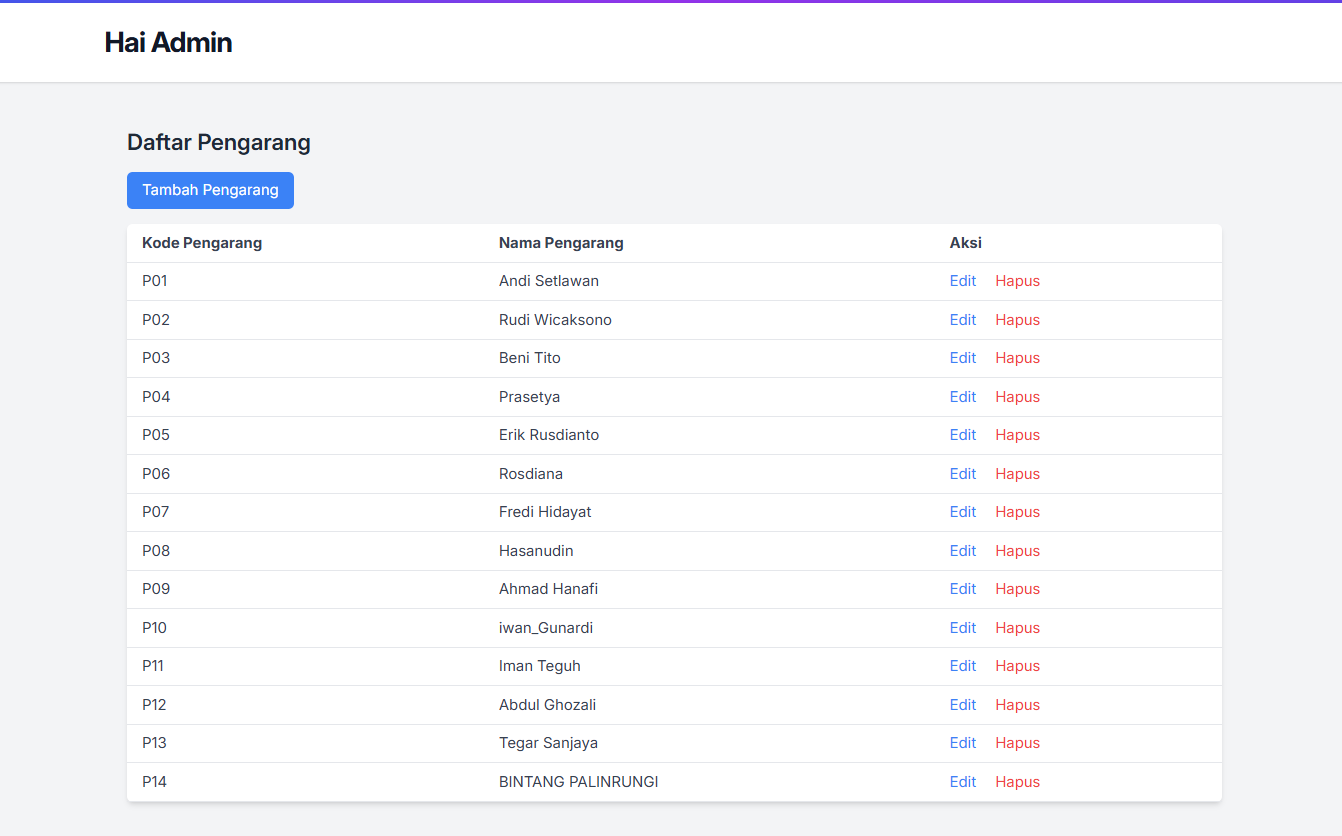 Hai Admin
Daftar Pengarang
Tambah Pengarang
Kode Pengarang Nama Pengarang Aksi
P01 Andi Setlawan Edit Hapus
P02 Rudi Wicaksono Edit Hapus
P03 Beni Tito Edit Hapus
P04 Prasetya Edit Hapus
P05 Erik Rusdianto Edit Hapus
P06 Rosdiana Edit Hapus
P07 Fredi Hidayat Edit Hapus
P08 Hasanudin Edit Hapus
P09 Ahmad Hanafi Edit Hapus
P10 iwan_Gunardi Edit Hapus
P11 Iman Teguh Edit Hapus
P12 Abdul Ghozali Edit Hapus
P13 Tegar Sanjaya Edit Hapus
P14 BINTANG PALINRUNGI Edit Hapus